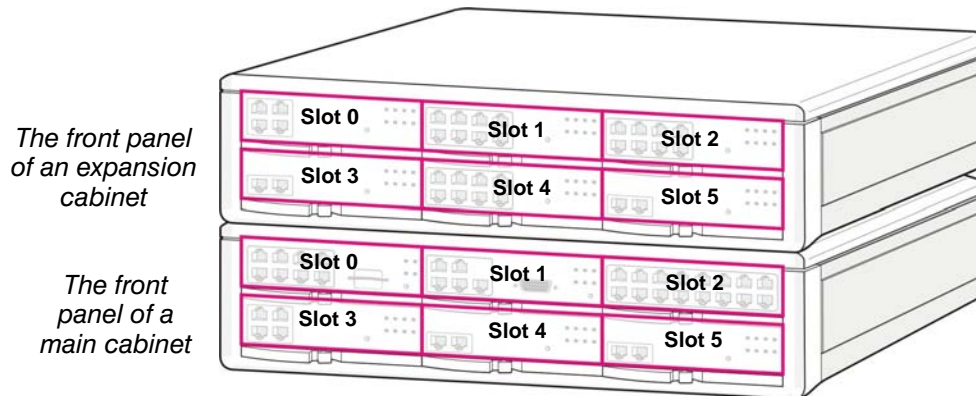 The front panel
of an expansion
cabinet
Slot 0
Slot 1
Slot 2
Slot 3
Slot 4
Slot 5
The front
panel of a
main cabinet
Slot 0
Slot 1
Slot 2
Slot 3
Slot 4
Slot 5